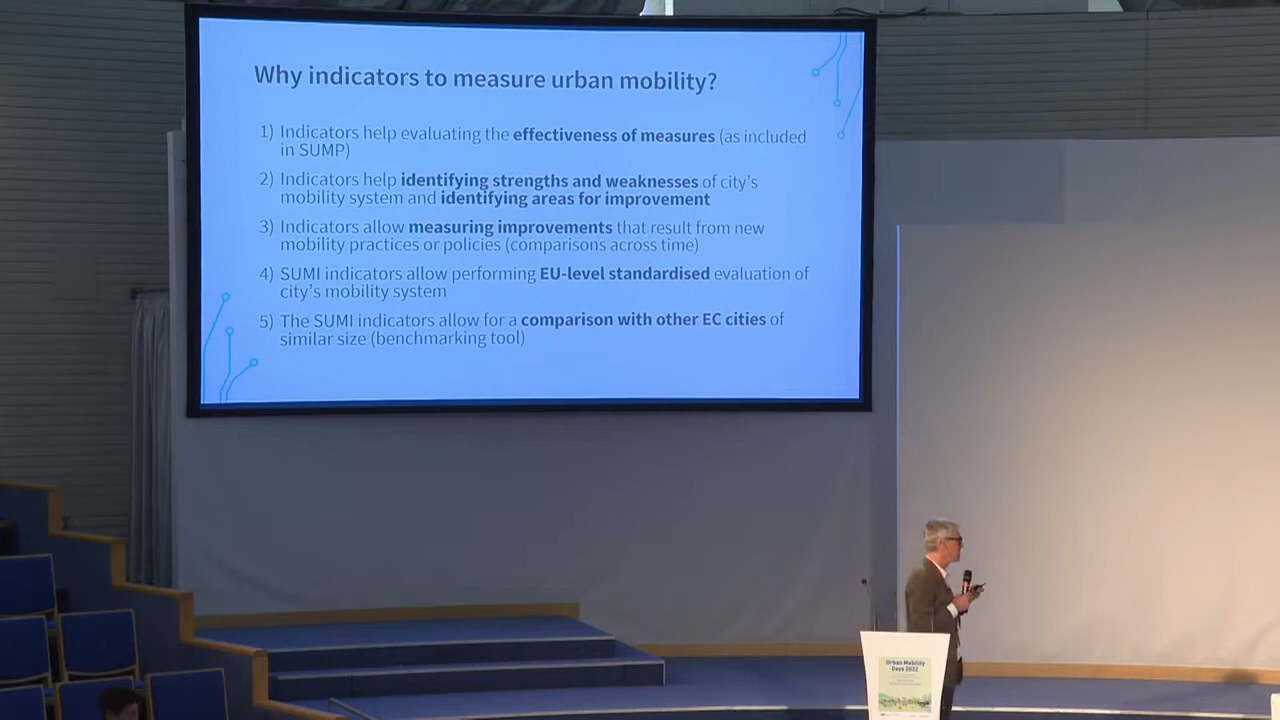 Why indicators to measure urban mobility?
1) Indicators help evaluating the effectiveness of measures (as included
in SUMP)
2) Indicators help identifying strengths and weaknesses of city's
mobility system and identifying areas for improvement
3) Indicators allow measuring improvements that result from new
mobility practices or policies (comparisons across time)
4) SUMI indicators allow performing EU-level standardised evaluation of
city's mobility system
5) The SUMI indicators allow for a comparison with other EC cities of
similar size (benchmarking tool)
Urban Mobility
Days 2022